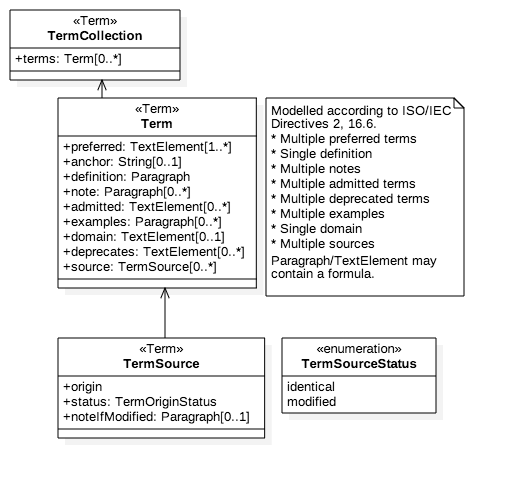 «Term»
TermCollection
+terms: Term[0..*]
«Term»
Term
+preferred: TextElement[1..*]
+anchor: String[0..1]
+definition: Paragraph
+note: Paragraph[0..*]
+admitted: TextElement[0..*]
+examples: Paragraph[0..*]
+domain: TextElement[0..1]
+deprecates: TextElement[0..*]
+source: TermSource[0..*]
Modelled according to ISO/IEC
Directives 2, 16.6.
* Multiple preferred terms
* Single definition
* Multiple notes
* Multiple admitted terms
* Multiple deprecated terms
* Multiple examples
* Single domain
* Multiple sources
Paragraph/TextElement may
contain a formula.
«Term»
TermSource
+origin
+status: TermOriginStatus
+noteIfModified: Paragraph[0..1]
«enumeration»
TermSourceStatus
identical
modified